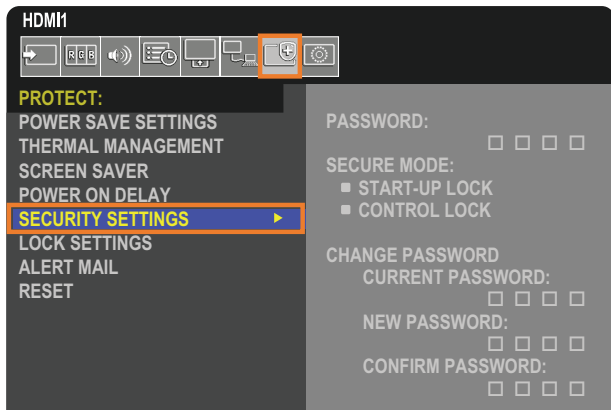 HDMI1
RGB
PROTECT:
POWER SAVE SETTINGS
THERMAL MANAGEMENT
SCREEN SAVER
POWER ON DELAY
SECURITY SETTINGS
LOCK SETTINGS
ALERT MAIL
RESET
PASSWORD:
SECURE MODE:
START-UP LOCK
CONTROL LOCK
CHANGE PASSWORD
CURRENT PASSWORD:
NEW PASSWORD:
CONFIRM PASSWORD: